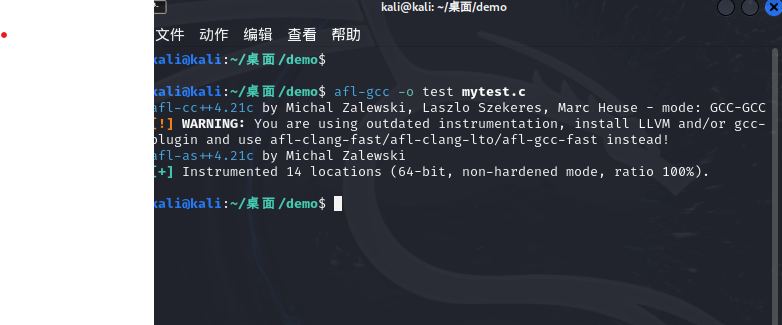 kali@kali: ~/桌面/demo
文件 动作 编辑 查看 帮助
kali@kali:~/桌面/demo$
kali@kali:~/桌面/demo$ afl-gcc -o test mytest.c
afl-cc++4.21c by Michal Zalewski, Laszlo Szekeres, Marc Heuse - mode: GCC-GCC
[!] WARNING: You are using outdated instrumentation, install LLVM and/or gcc-
plugin and use afl-clang-fast/afl-clang-lto/afl-gcc-fast instead!
afl-as++4.21c by Michal Zalewski
[+] Instrumented 14 locations (64-bit, non-hardened mode, ratio 100%).
kali@kali:~/桌面/demo$